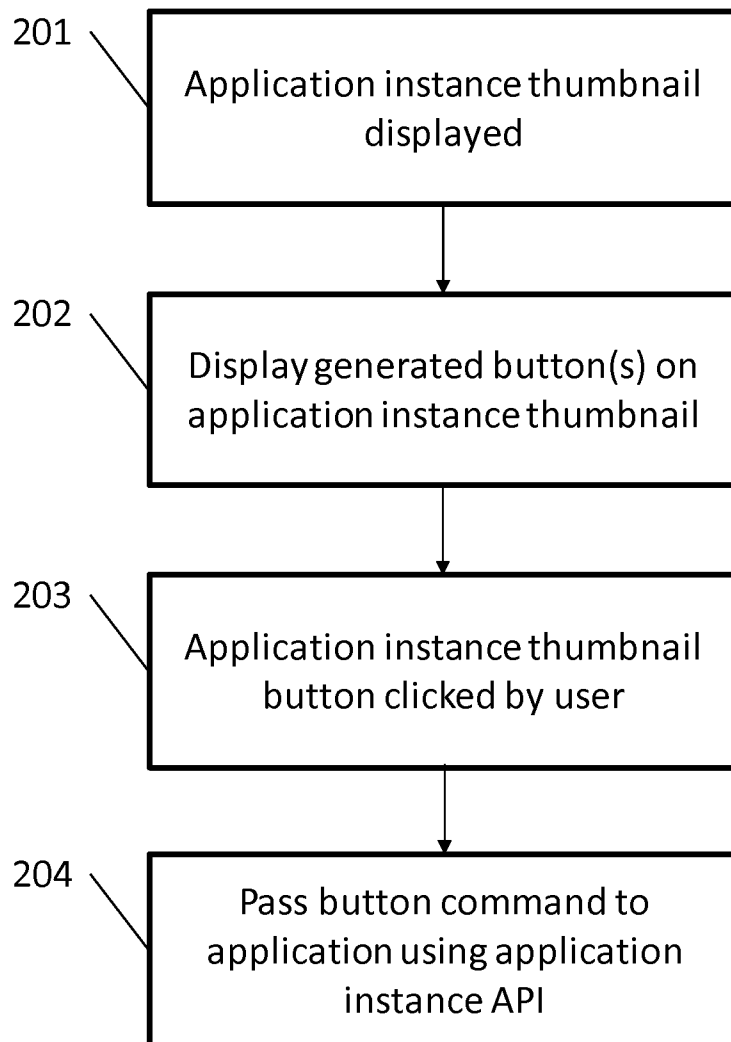 201
Application instance thumbnail
displayed
202
Display generated button(s) on
application instance thumbnail
203
Application instance thumbnail
button clicked by user
204
Pass button command to
application using application
instance API